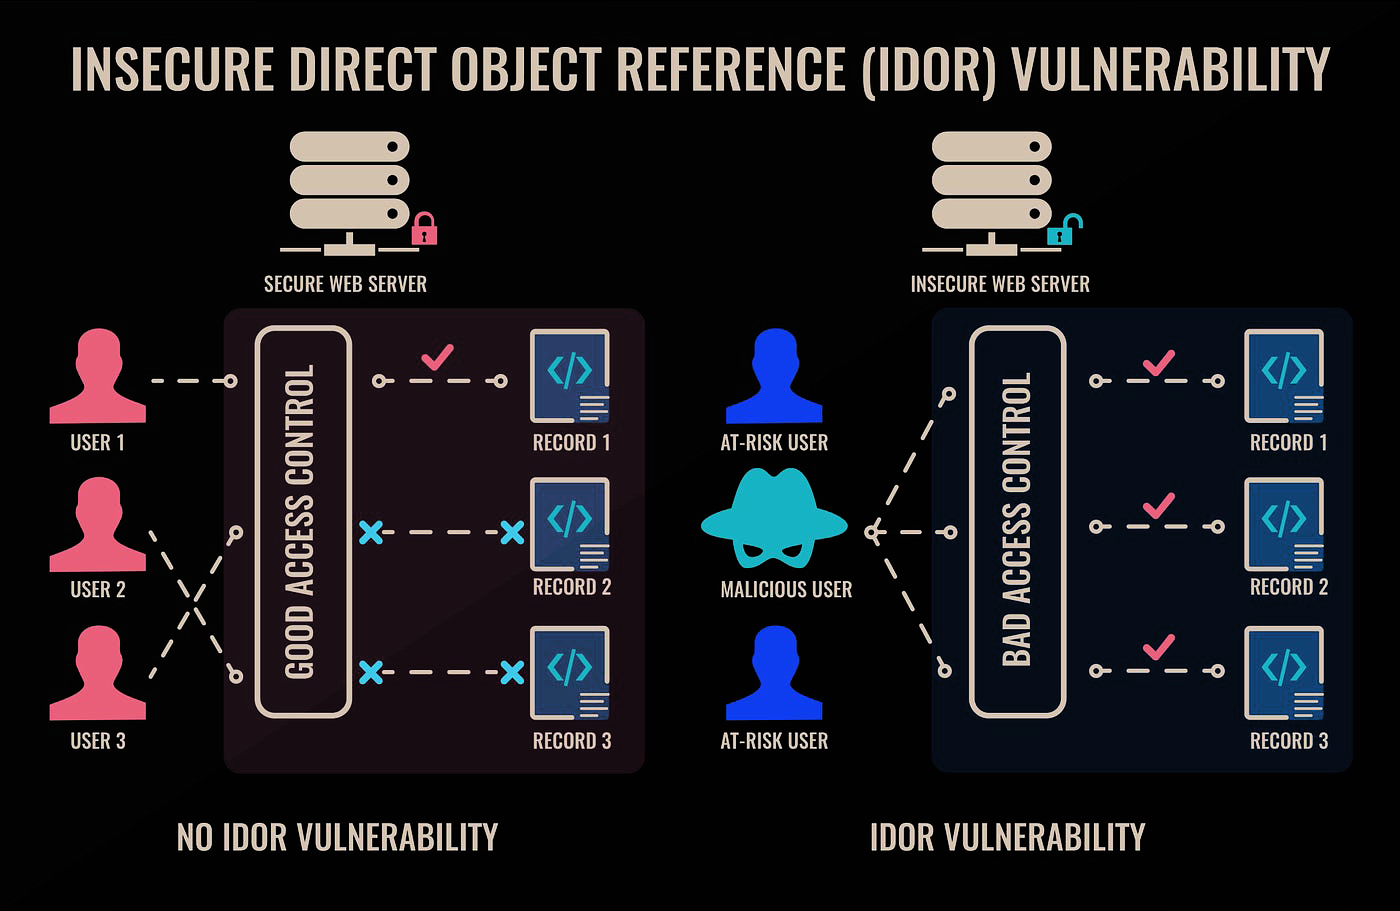 INSECURE DIRECT OBJECT REFERENCE (IDOR) VULNERABILITY
SECURE WEB SERVER
USER 1
USER 2
USER 3
GOOD ACCESS CONTROL
RECORD 1
RECORD 2
RECORD 3
NO IDOR VULNERABILITY
INSECURE WEB SERVER
AT-RISK USER
MALICIOUS USER
AT-RISK USER
BAD ACCESS CONTROL
RECORD 1
RECORD 2
RECORD 3
IDOR VULNERABILITY